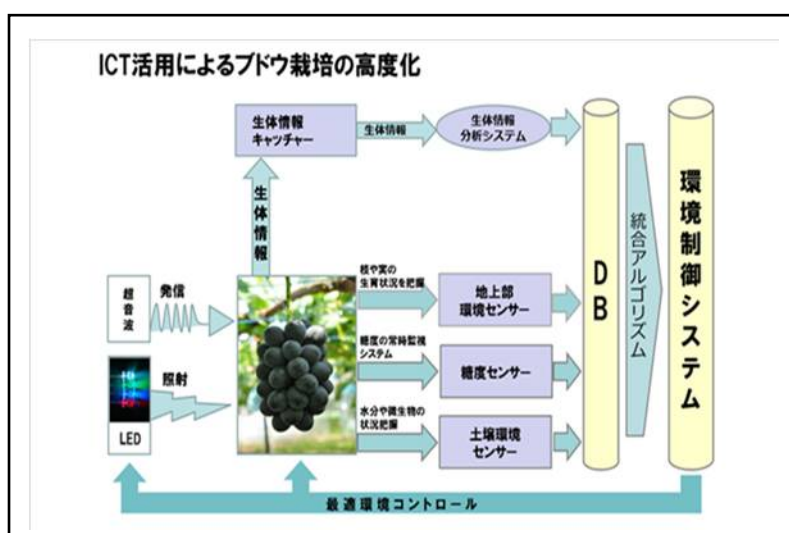 ICT活用によるブドウ栽培の高度化
生体情報
キャッチャー
生体情報
生体情報
分析システム
生体情報
超音波
発信
LED
照射
枝や実の
生育状況を把握
地上部
環境センサー
糖度の常時監視
システム
糖度センサー
水分や微生物の
状況把握
土壌環境
センサー
DB
統合アルゴリズム
環境制御システム
最適環境コントロール